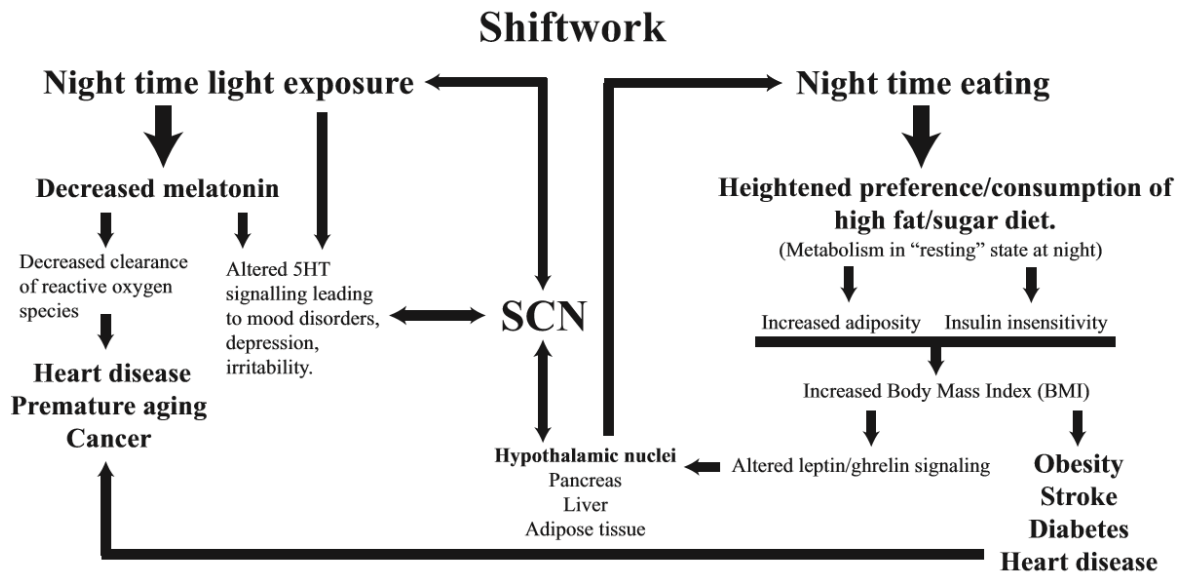 Shiftwork
Night time light exposure
Night time eating
Decreased melatonin
Heightened preference/consumption of
high fat/sugar diet.
(Metabolism in “resting” state at night)
Decreased clearance
of reactive oxygen
species
Altered 5HT
signalling leading
to mood disorders,
depression,
irritability.
SCN
Increased adiposity
Insulin insensitivity
Heart disease
Premature aging
Cancer
Increased Body Mass Index (BMI)
Hypothalamic nuclei
Pancreas
Liver
Adipose tissue
Altered leptin/ghrelin signaling
Obesity
Stroke
Diabetes
Heart disease